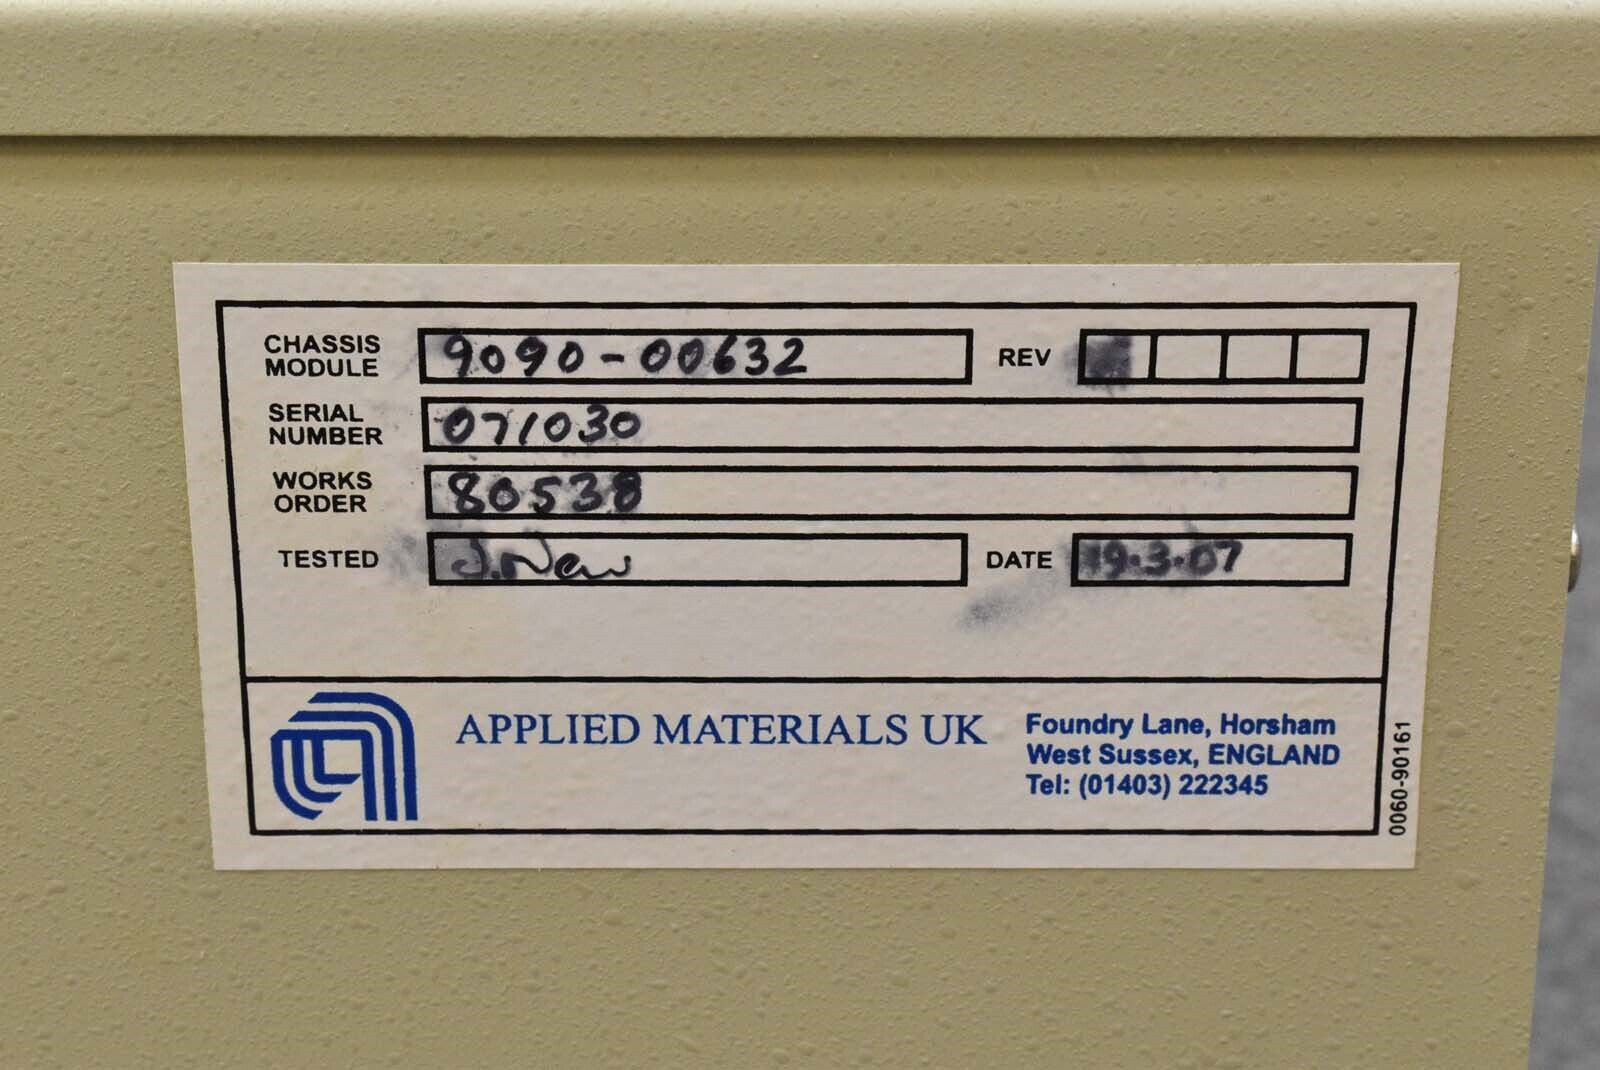 CHASSIS MODULE 9090-00632 REV
SERIAL NUMBER 071030
WORKS ORDER 80538
TESTED J. New DATE 19.3.07
APPLIED MATERIALS UK
Foundry Lane, Horsham
West Sussex, ENGLAND
Tel: (01403) 222345
0060-90161